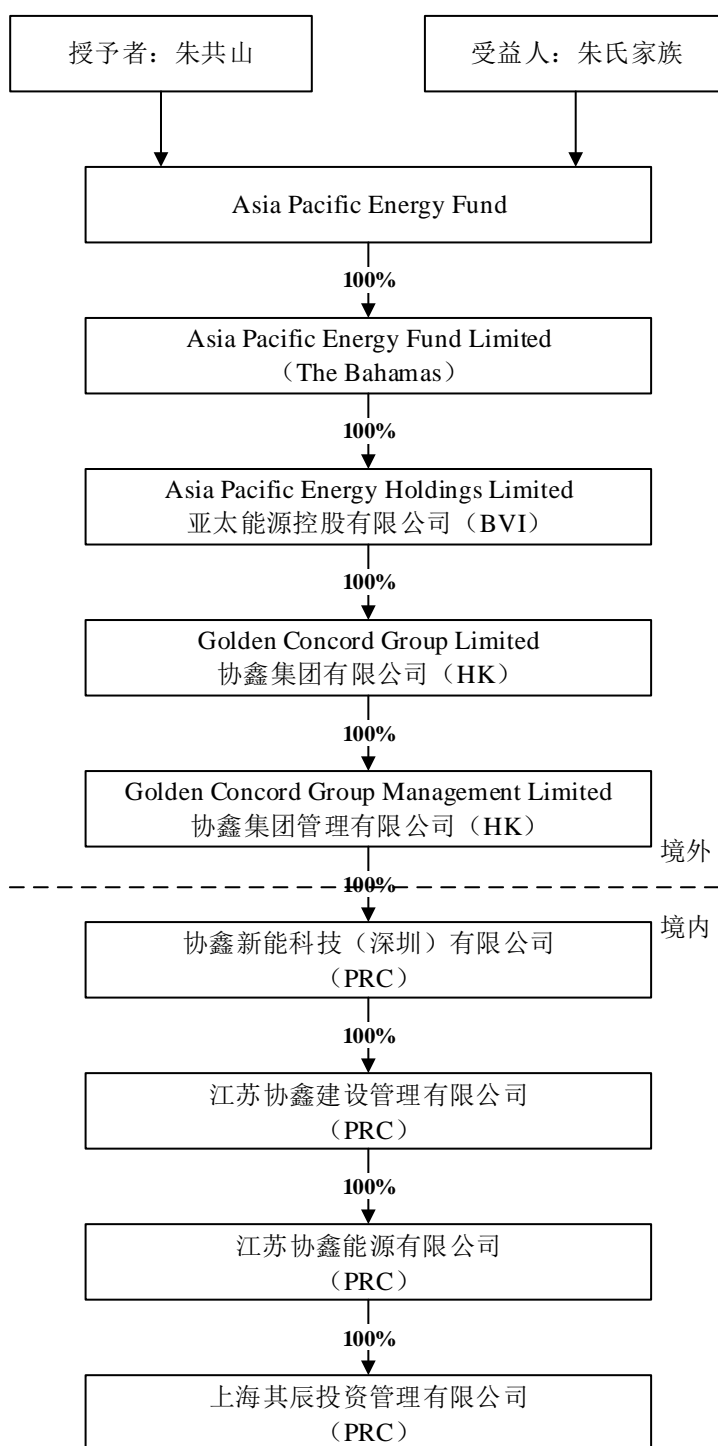 授予者：朱共山
受益人：朱氏家族
Asia Pacific Energy Fund
100%
Asia Pacific Energy Fund Limited
（The Bahamas）
100%
Asia Pacific Energy Holdings Limited
亚太能源控股有限公司（BVI）
100%
Golden Concord Group Limited
协鑫集团有限公司（HK）
100%
Golden Concord Group Management Limited
协鑫集团管理有限公司（HK）
境外
100%
境内
协鑫新能科技（深圳）有限公司
（PRC）
100%
江苏协鑫建设管理有限公司
（PRC）
100%
江苏协鑫能源有限公司
（PRC）
100%
上海其辰投资管理有限公司
（PRC）